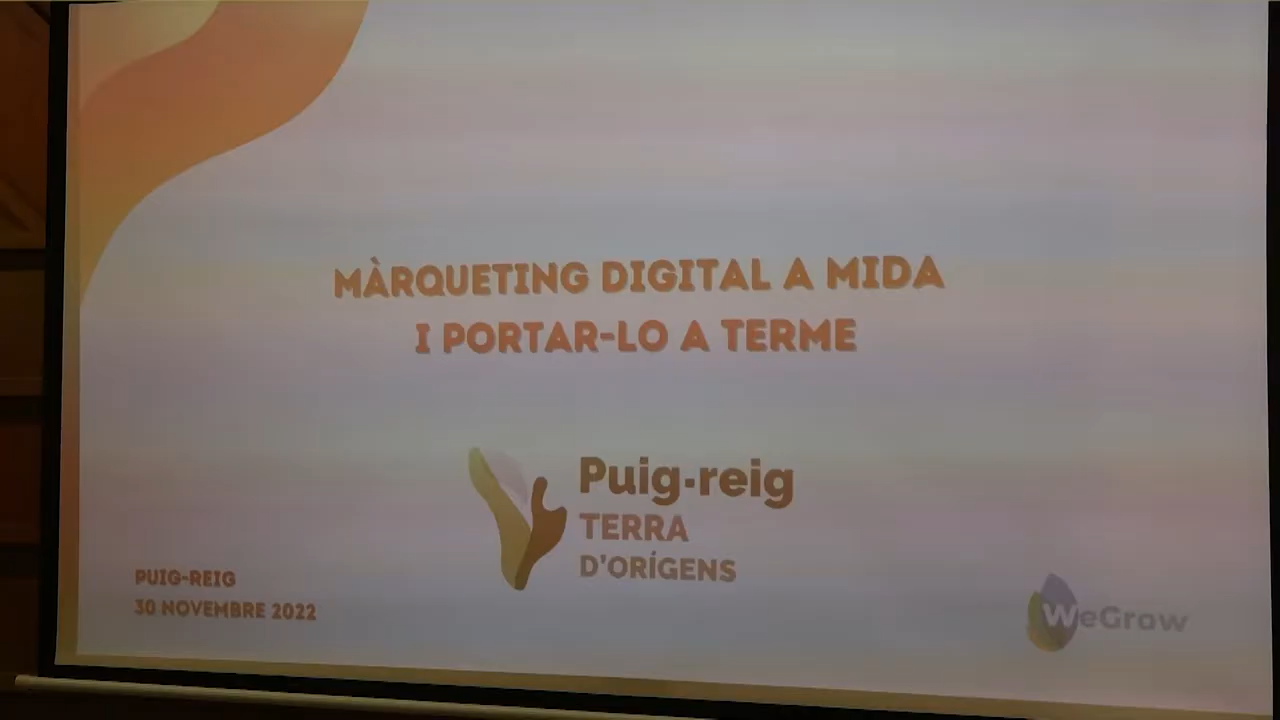 MÀRQUETING DIGITAL A MIDA
I PORTAR-LO A TERME
Puig·reig
TERRA
D'ORÍGENS
PUIG-REIG
30 NOVEMBRE 2022
WeGrow